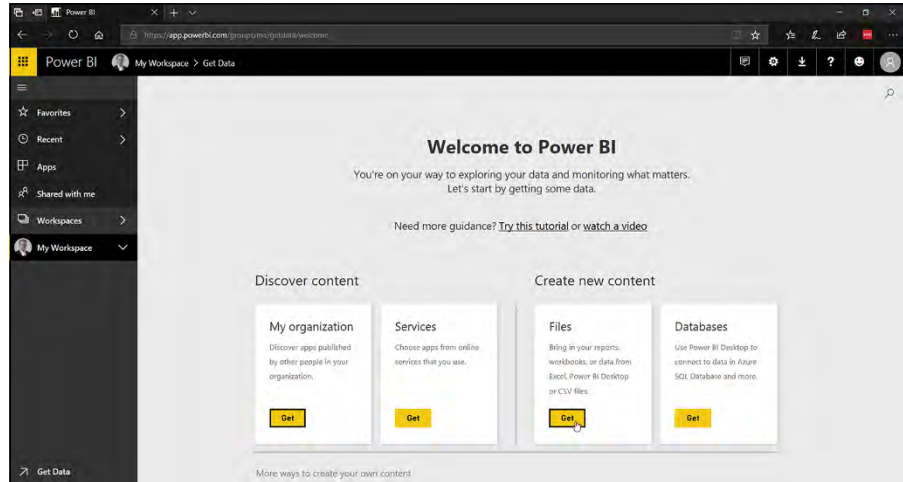 Power BI
https://app.powerbi.com/groups/me/getdata/welcome
Power BI
My Workspace > Get Data
Favorites
Recent
Apps
Shared with me
Workspaces
My Workspace
Get Data
Welcome to Power BI
You're on your way to exploring your data and monitoring what matters.
Let's start by getting some data.
Need more guidance? Try this tutorial or watch a video
Discover content
My organization
Discover apps published
by other people in your
organization.
Get
Services
Choose apps from online
services that you use.
Get
Create new content
Files
Bring in your reports,
workbooks, or data from
Excel, Power BI Desktop
or CSV files.
Get
Databases
Use Power BI Desktop to
connect to data in Azure
SQL Database and more.
Get
More ways to create your own content